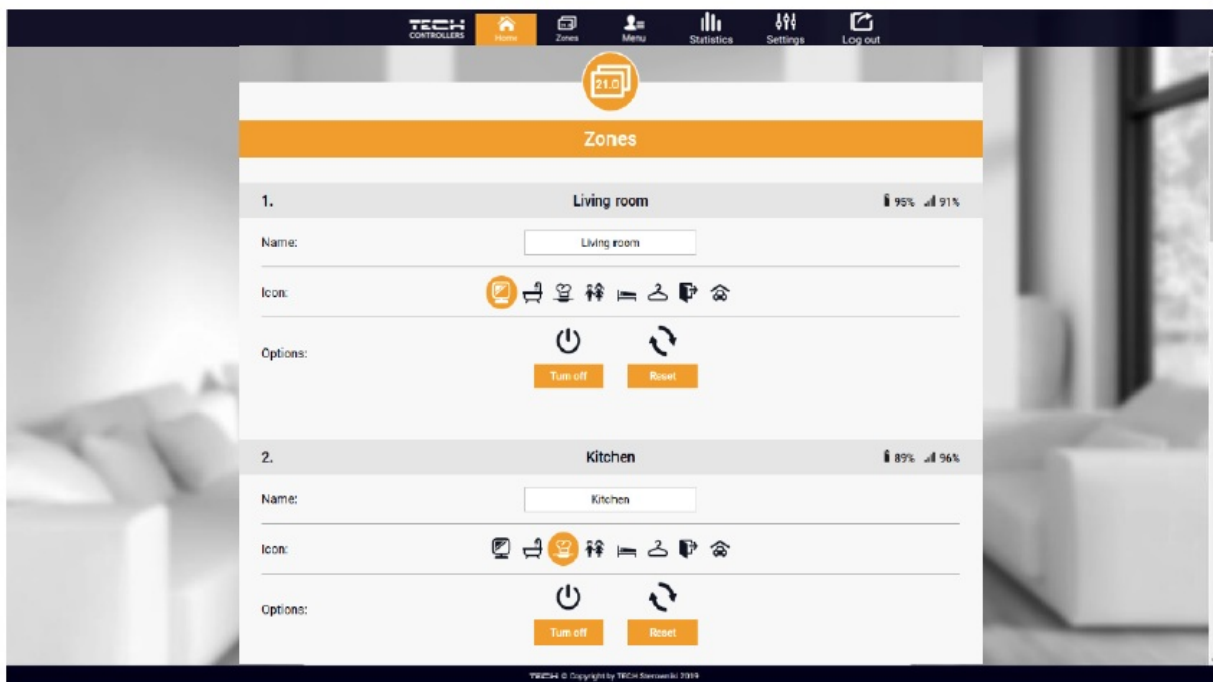 TECH
CONTROLLERS
Home
Zones
Menu
Statistics
Settings
Log out
21.0
Zones
1. Living room 95% 91%
Name: Living room
Icon:
Options:
Turn off Reset
2. Kitchen 89% 96%
Name: Kitchen
Icon:
Options:
Turn off Reset
TECH © Copyright by TECH Sterowniki 2019